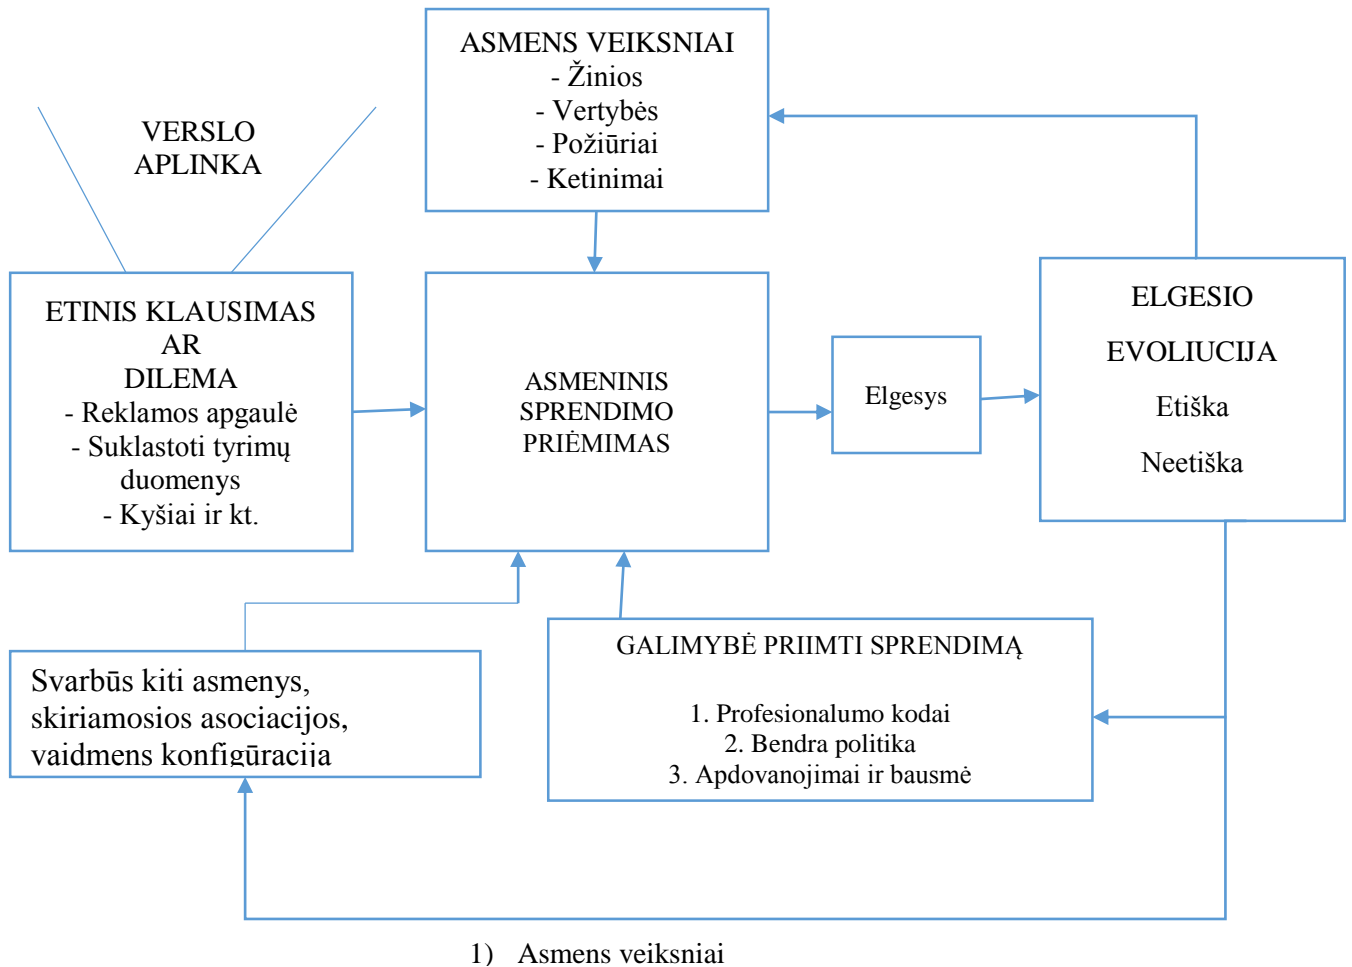 ASMENS VEIKSNIAI
- Žinios
- Vertybės
- Požiūriai
- Ketinimai
VERSLO
APLINKA
ETINIS KLAUSIMAS
AR
DILEMA
- Reklamos apgaulė
- Suklastoti tyrimų
duomenys
- Kyšiai ir kt.
ASMENINIS
SPRENDIMO
PRIĖMIMAS
Elgesys
ELGESIO
EVOLIUCIJA
Etiška
Neetiška
Svarbūs kiti asmenys,
skiriamosios asociacijos,
vaidmens konfigūracija
GALIMYBĖ PRIIMTI SPRENDIMĄ
1. Profesionalumo kodai
2. Bendra politika
3. Apdovanojimai ir bausmė
1) Asmens veiksniai